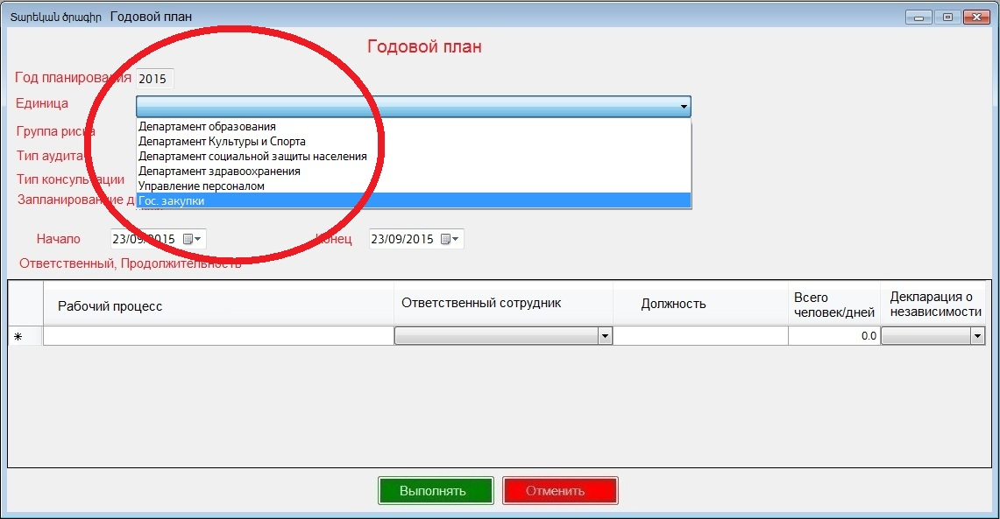 Տարեկան ծրագիր Годовой план
Годовой план
Год планирования 2015
Единица
Группа риска
Тип аудита
Тип консультации
Запланированние д
Департамент образования
Департамент Культуры и Спорта
Департамент социальной защиты населения
Департамент здравоохранения
Управление персоналом
Гос. закупки
Начало 23/09/2015 Конец 23/09/2015
Ответственный, Продолжительность
Рабочий процесс
Ответственный сотрудник
Должность
Всего
человек/дней
Декларация о
независимости
0.0
Выполнять
Отменить